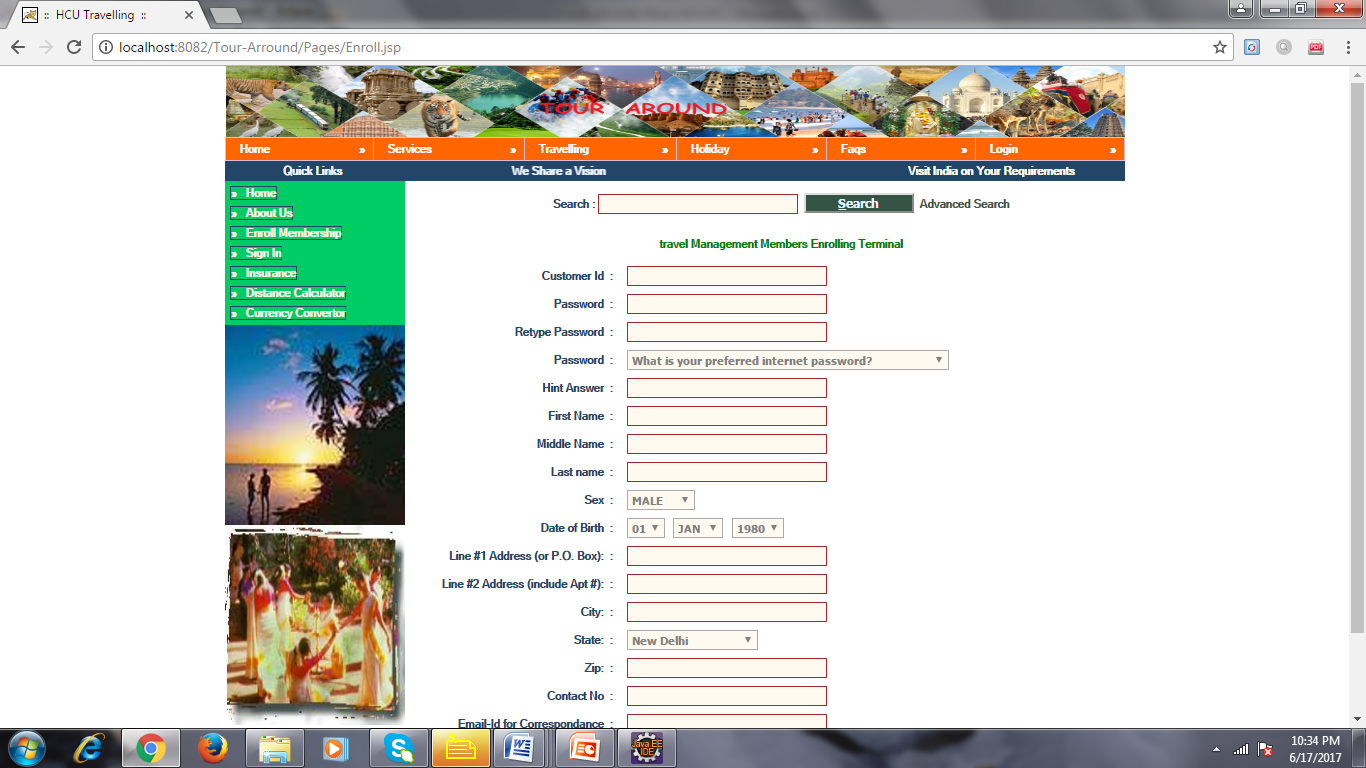 :: HCU Travelling ::
localhost:8082/Tour-Arround/Pages/Enroll.jsp
PDF
TOUR AROUND
Home » Services » Travelling » Holiday » Faqs » Login »
Quick Links We Share a Vision Visit India on Your Requirements
» Home
» About Us
» Enroll Membership
» Sign In
» Insurance
» Distance Calculator
» Currency Convertor
Search : Search Advanced Search
travel Management Members Enrolling Terminal
Customer Id :
Password :
Retype Password :
Password : What is your preferred internet password?
Hint Answer :
First Name :
Middle Name :
Last name :
Sex : MALE
Date of Birth : 01 JAN 1980
Line #1 Address (or P.O. Box): :
Line #2 Address (include Apt #): :
City: :
State: : New Delhi
Zip: :
Contact No :
Email-Id for Correspondance :
Java EE
IDE
10:34 PM
6/17/2017